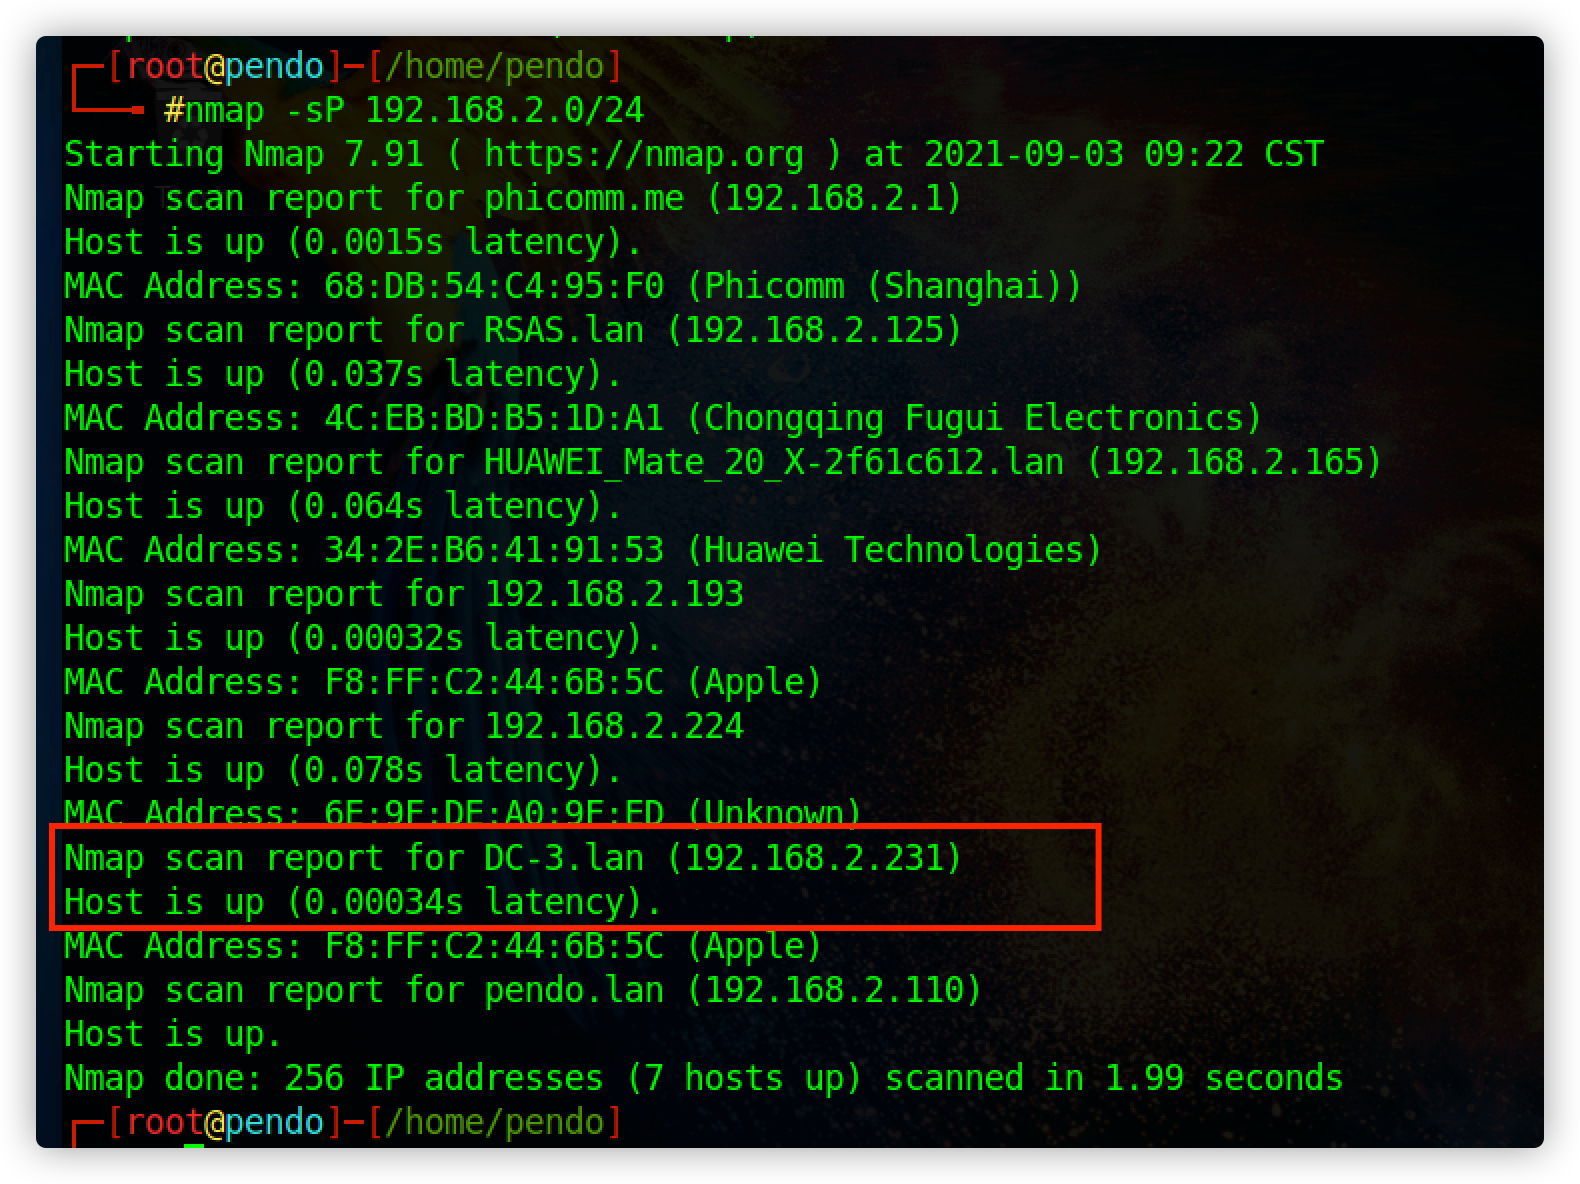 [root@pendo]─[/home/pendo]
#nmap -sP 192.168.2.0/24
Starting Nmap 7.91 ( https://nmap.org ) at 2021-09-03 09:22 CST
Nmap scan report for phicomm.me (192.168.2.1)
Host is up (0.0015s latency).
MAC Address: 68:DB:54:C4:95:F0 (Phicomm (Shanghai))
Nmap scan report for RSAS.lan (192.168.2.125)
Host is up (0.037s latency).
MAC Address: 4C:EB:BD:B5:1D:A1 (Chongqing Fugui Electronics)
Nmap scan report for HUAWEI_Mate_20_X-2f61c612.lan (192.168.2.165)
Host is up (0.064s latency).
MAC Address: 34:2E:B6:41:91:53 (Huawei Technologies)
Nmap scan report for 192.168.2.193
Host is up (0.00032s latency).
MAC Address: F8:FF:C2:44:6B:5C (Apple)
Nmap scan report for 192.168.2.224
Host is up (0.078s latency).
MAC Address: 6E:9E:DE:A0:9E:ED (Unknown)
Nmap scan report for DC-3.lan (192.168.2.231)
Host is up (0.00034s latency).
MAC Address: F8:FF:C2:44:6B:5C (Apple)
Nmap scan report for pendo.lan (192.168.2.110)
Host is up.
Nmap done: 256 IP addresses (7 hosts up) scanned in 1.99 seconds
[root@pendo]─[/home/pendo]